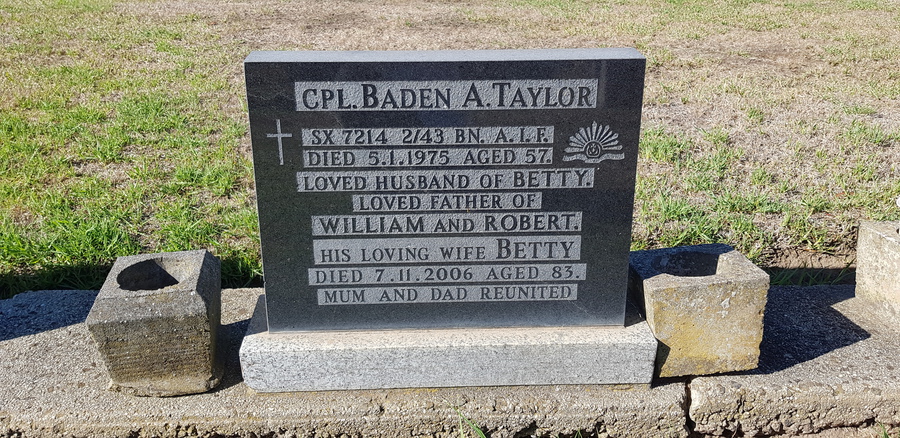 CPL. BADEN A. TAYLOR
SX 7214 2/43 BN. A.I.F.
DIED 5.1.1975 AGED 57.
LOVED HUSBAND OF BETTY.
LOVED FATHER OF
WILLIAM AND ROBERT.
HIS LOVING WIFE BETTY
DIED 7.11.2006 AGED 83.
MUM AND DAD REUNITED